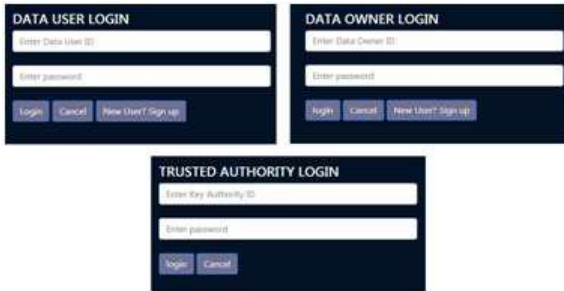 DATA USER LOGIN
Enter Data User ID
Enter password
Login Cancel New User? Sign up
DATA OWNER LOGIN
Enter Data Owner ID
Enter password
login Cancel New User? Sign up
TRUSTED AUTHORITY LOGIN
Enter Key Authority ID
Enter password
login Cancel